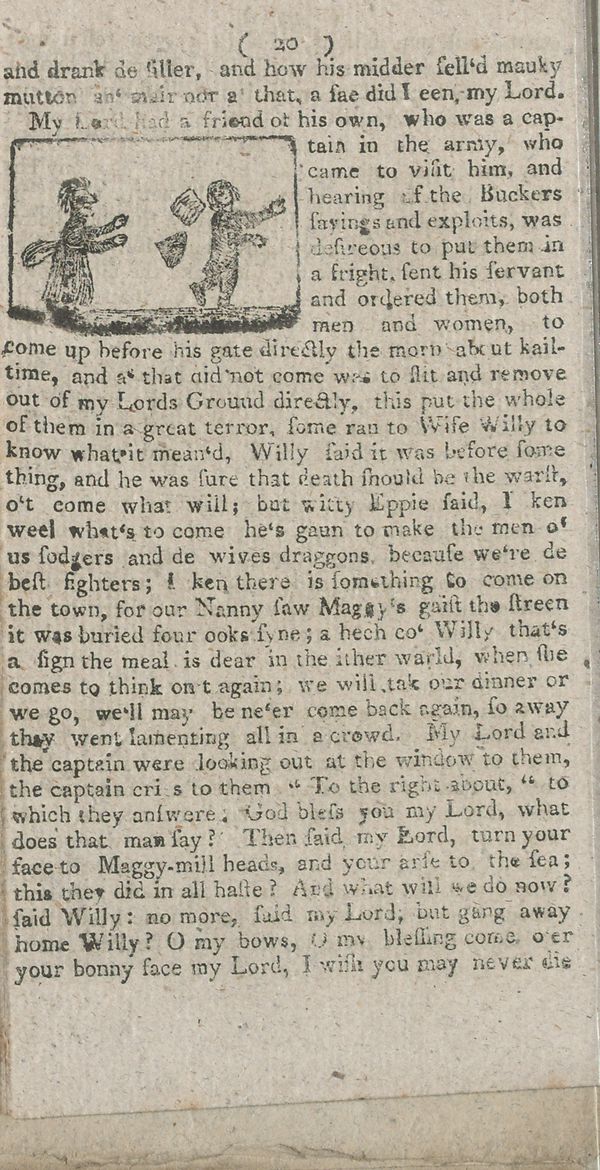 ( 20 )
and drank de ſiller, and how his midder ſell‘d mauky
mutton an‘ mair nor a‘ that, a ſae did I een, my Lord.
My Lord had a friend ot his own, who was a cap-
tain in the army, who
came to viſit him, and
hearing of the Buckers
ſayings and exploits, was
deſireous to put them in
a fright, ſent his ſervant
and ordered them, both
men and women, to
come up before his gate directly the morn about kail-
time, and a‘ that did not come was to flit and remove
out of my Lords Ground directly, this put the whole
of them in a great terror, ſome ran to Wife Willy to
know what it mean‘d, Willy ſaid it was before ſome
thing, and he was ſure that death ſhould be the warſt,
o‘t come what will; but witty Eppie ſaid, I ken
weel what‘s to come he‘s gaun to make the men o‘
us ſodgers and de wives draggons, becauſe we‘re de
beſt fighters; I ken there is ſomething to come on
the town, for our Nanny ſaw Maggy‘s gaiſt the ſtreen
it was buried four ooks ſyne; a hech co‘ Willy that‘s
a ſign the meal is dear in the ither warld, when ſhe
comes to think on t again; we will tak our dinner or
we go, we‘ll may be ne‘er come back again, ſo away
they went lamenting all in a crowd. My Lord and
the captain were looking out at the window to them,
the captain cri s to them “ To the right about, “ to
which they anſwere; God bleſs you my Lord, what
does that man ſay? Then ſaid my Lord, turn your
face to Maggy-mill heads, and your arſe to the ſea;
this they did in all haſte? And what will we do now?
ſaid Willy: no more, ſaid my Lord, but gang away
home Willy? O my bows, O my bleſſing come o‘er
your bonny face my Lord, I wiſh you may never die